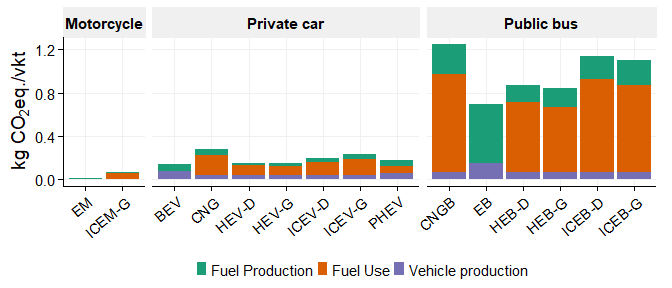 Motorcycle Private car Public bus
kg CO₂eq./vkt
1.2
0.8
0.4
0.0
EM ICEM-G BEV CNG HEV-D HEV-G ICEV-D ICEV-G PHEV CNGB EB HEB-D HEB-G ICEB-D ICEB-G
Fuel Production Fuel Use Vehicle production